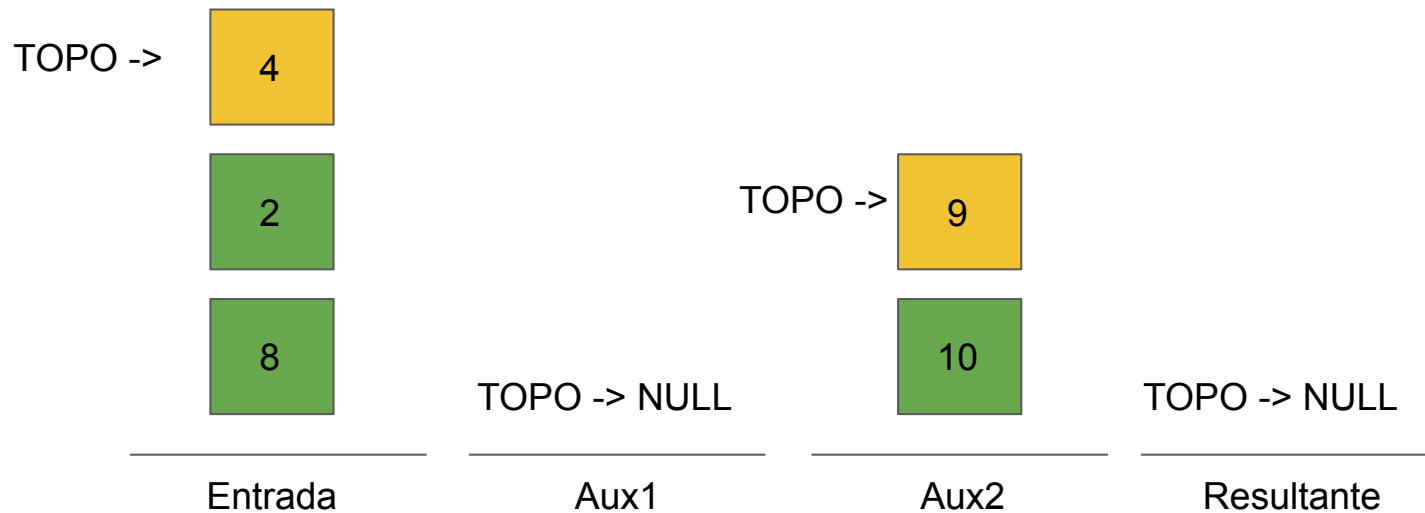 TOPO -> 4
2
TOPO -> 9
8
10
TOPO -> NULL
TOPO -> NULL
Entrada
Aux1
Aux2
Resultante